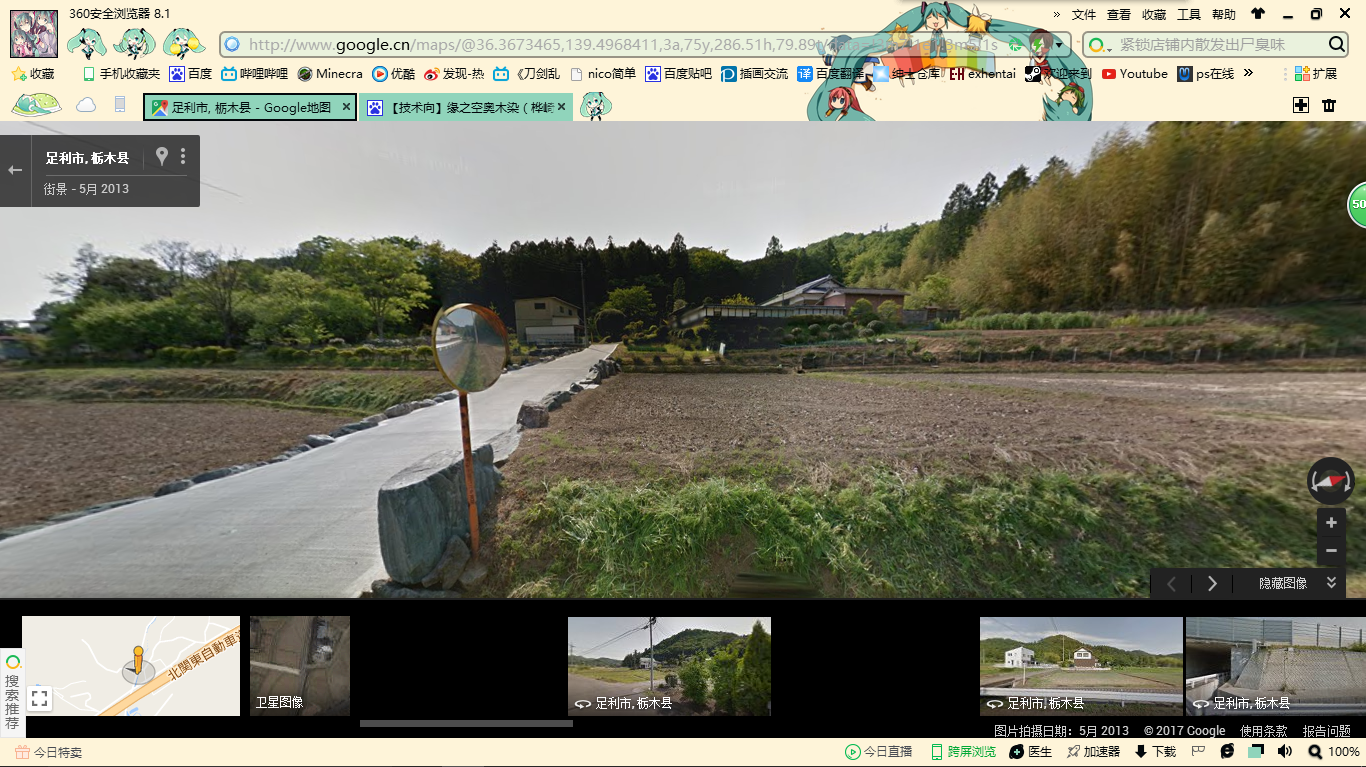 360安全浏览器 8.1
» 文件 查看 收藏 工具 帮助
http://www.google.cn/maps/@36.3673465,139.4968411,3a,75y,286.51h,79.89t
紧锁店铺内散发出尸臭味
收藏 手机收藏夹 百度 哔哩哔哩 Minecra 优酷 发现-热 《刀剑乱 nico简单 百度贴吧 插画交流 百度翻译 绅士仓库 E-H exhentai 欢迎来到 Youtube ps在线 » 扩展
足利市, 栃木县 - Google地图 × 【技术向】缘之空奥木染 ( 桦崎 ×
足利市, 栃木县
街景 - 5月 2013
50
隐藏图像
北関東自動車道
卫星图像
足利市, 栃木县
足利市, 栃木县
足利市, 栃木县
搜索推荐
图片拍摄日期：5月 2013 © 2017 Google 使用条款 报告问题
今日特卖
今日直播 跨屏浏览 医生 加速器 下载 100%